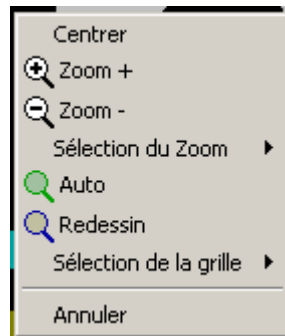 Centrer
Zoom +
Zoom -
Sélection du Zoom
Auto
Redessin
Sélection de la grille
Annuler